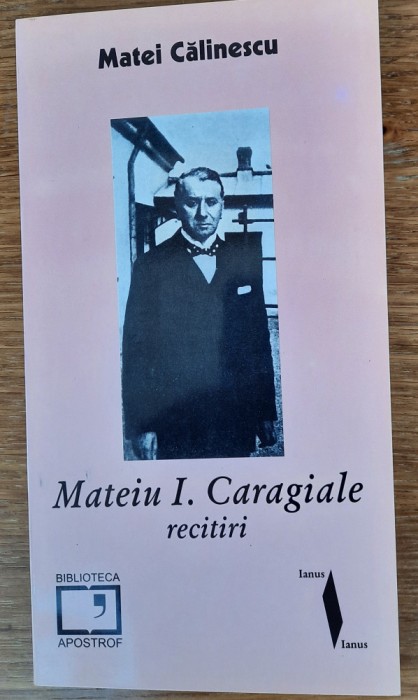 Matei Călinescu
Mateiu I. Caragiale
recitiri
BIBLIOTECA
APOSTROF
Ianus
Ianus